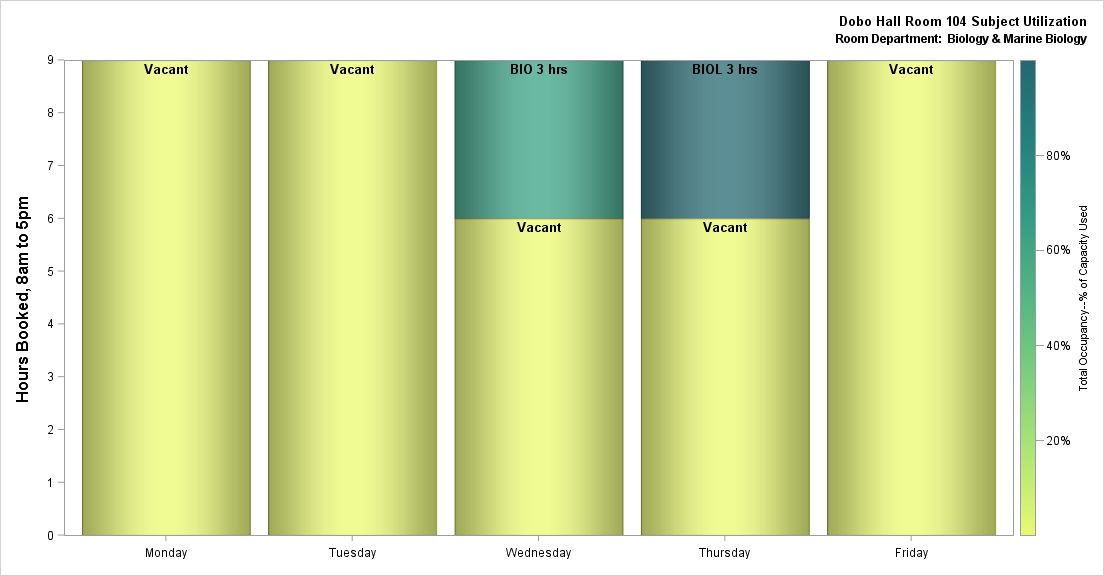 Dobo Hall Room 104 Subject Utilization
Room Department: Biology & Marine Biology
Hours Booked, 8am to 5pm
9
8
7
6
5
4
3
2
1
0
Vacant
Vacant
BIO 3 hrs
BIOL 3 hrs
Vacant
Vacant
Vacant
Monday
Tuesday
Wednesday
Thursday
Friday
80%
60%
40%
20%
Total Occupancy--% of Capacity Used